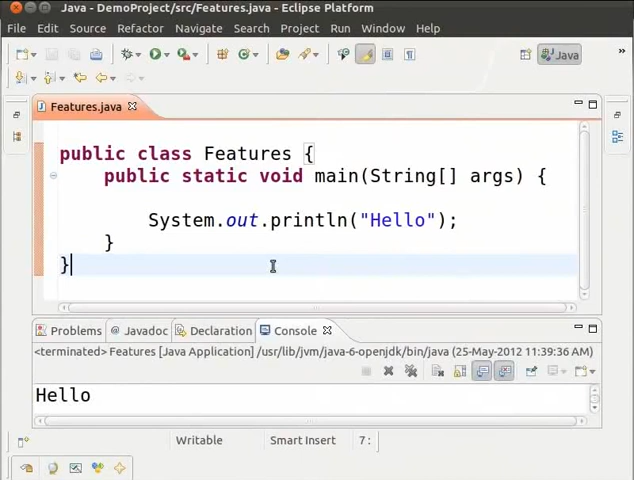 Java - DemoProject/src/Features.java - Eclipse Platform
File Edit Source Refactor Navigate Search Project Run Window Help
Java
»
Features.java
public class Features {
public static void main(String[] args) {
System.out.println("Hello");
}
}
Problems Javadoc Declaration Console
<terminated> Features [Java Application] /usr/lib/jvm/java-6-openjdk/bin/java (25-May-2012 11:39:36 AM)
Hello
Writable Smart Insert 7 :